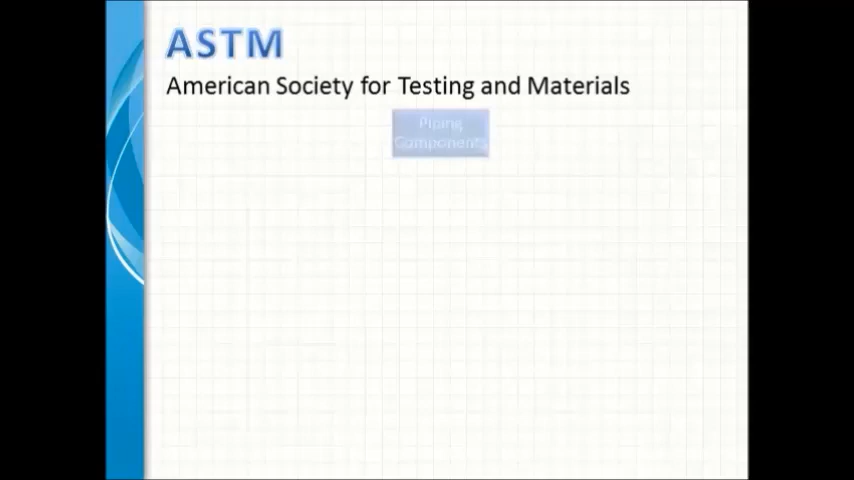 ASTM
American Society for Testing and Materials
Piping
Components